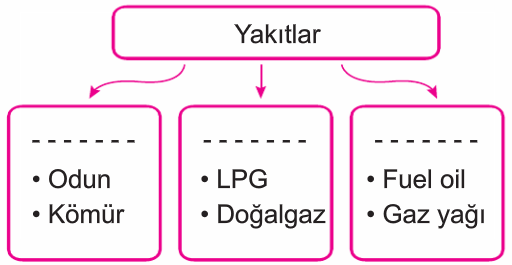 Yakıtlar
- - - - - - -
• Odun
• Kömür
- - - - - - -
• LPG
• Doğalgaz
- - - - - - -
• Fuel oil
• Gaz yağı